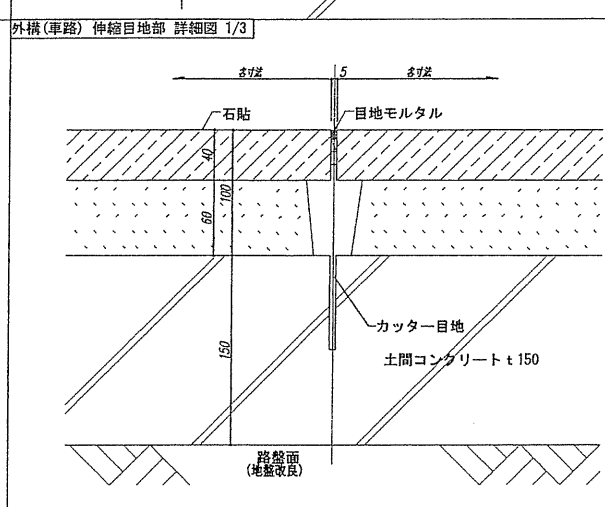 外構(車路) 伸縮目地部 詳細図 1/3
5
石貼
目地モルタル
40
100
60
カッター目地
150
土間コンクリート t 150
路盤面
(地盤改良)